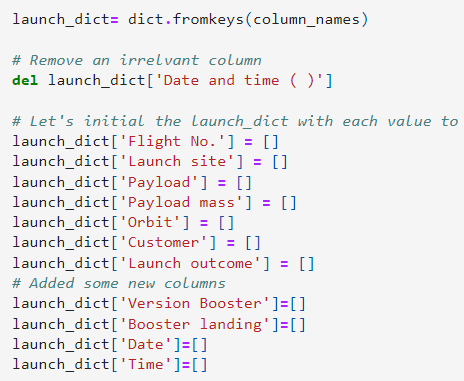 launch_dict= dict.fromkeys(column_names)
# Remove an irrelvant column
del launch_dict['Date and time ( )']
# Let's initial the launch_dict with each value to
launch_dict['Flight No.'] = []
launch_dict['Launch site'] = []
launch_dict['Payload'] = []
launch_dict['Payload mass'] = []
launch_dict['Orbit'] = []
launch_dict['Customer'] = []
launch_dict['Launch outcome'] = []
# Added some new columns
launch_dict['Version Booster']=[]
launch_dict['Booster landing']=[]
launch_dict['Date']=[]
launch_dict['Time']=[]